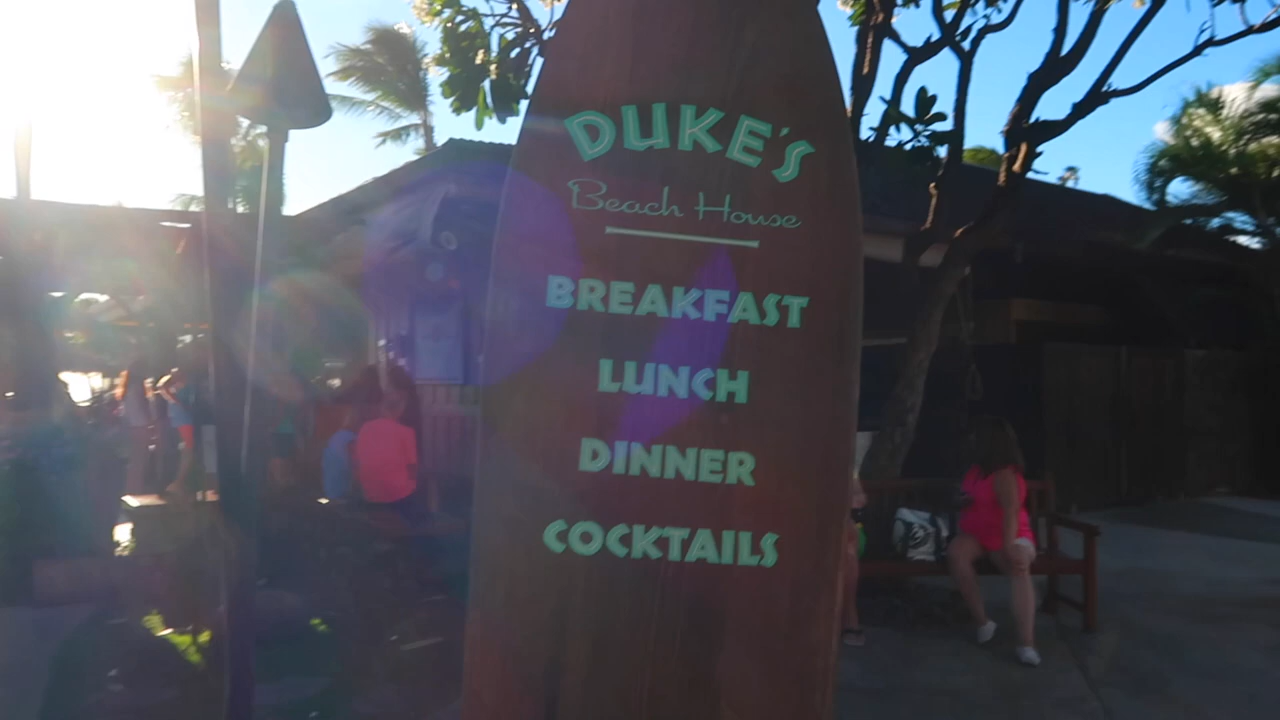 DUKE'S
Beach House
BREAKFAST
LUNCH
DINNER
COCKTAILS